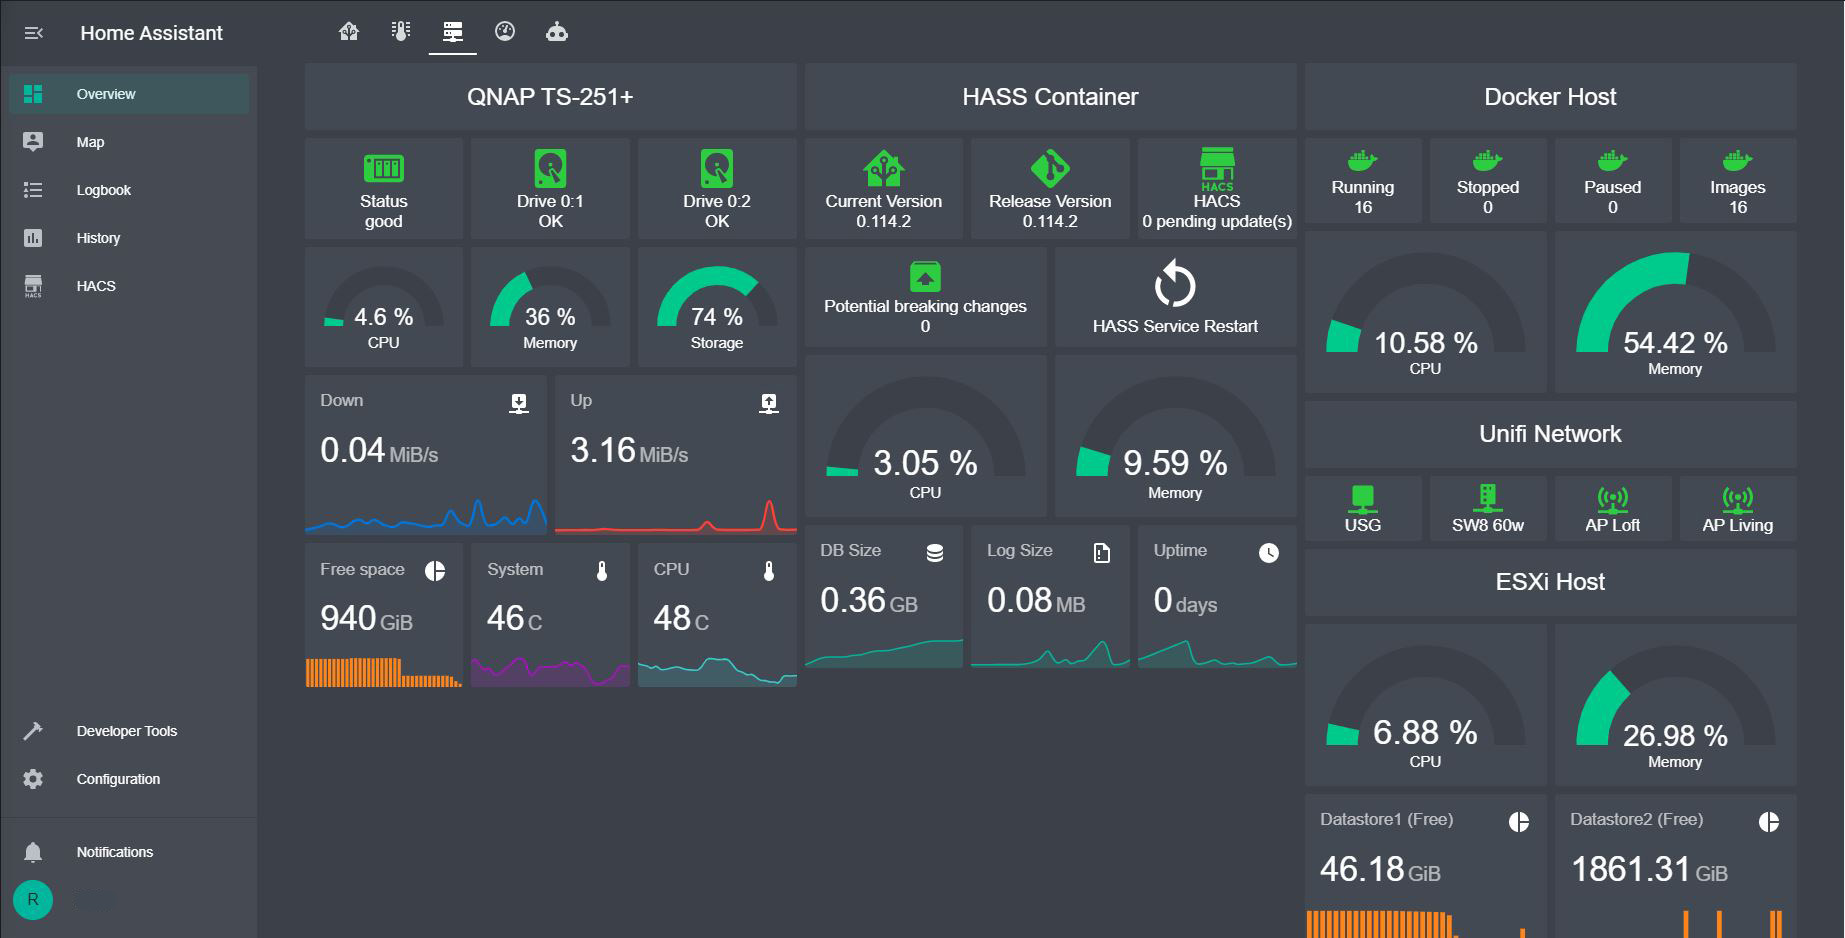 Home Assistant
Overview
Map
Logbook
History
HACS
HACS
Developer Tools
Configuration
Notifications
R
QNAP TS-251+
Status
good
Drive 0:1
OK
Drive 0:2
OK
4.6 %
CPU
36 %
Memory
74 %
Storage
Down
0.04 MiB/s
Up
3.16 MiB/s
Free space
940 GiB
System
46 C
CPU
48 C
HASS Container
Current Version
0.114.2
Release Version
0.114.2
HACS
HACS
0 pending update(s)
Potential breaking changes
0
HASS Service Restart
3.05 %
CPU
9.59 %
Memory
DB Size
0.36 GB
Log Size
0.08 MB
Uptime
0 days
Docker Host
Running
16
Stopped
0
Paused
0
Images
16
10.58 %
CPU
54.42 %
Memory
Unifi Network
USG
SW8 60w
AP Loft
AP Living
ESXi Host
6.88 %
CPU
26.98 %
Memory
Datastore1 (Free)
46.18 GiB
Datastore2 (Free)
1861.31 GiB